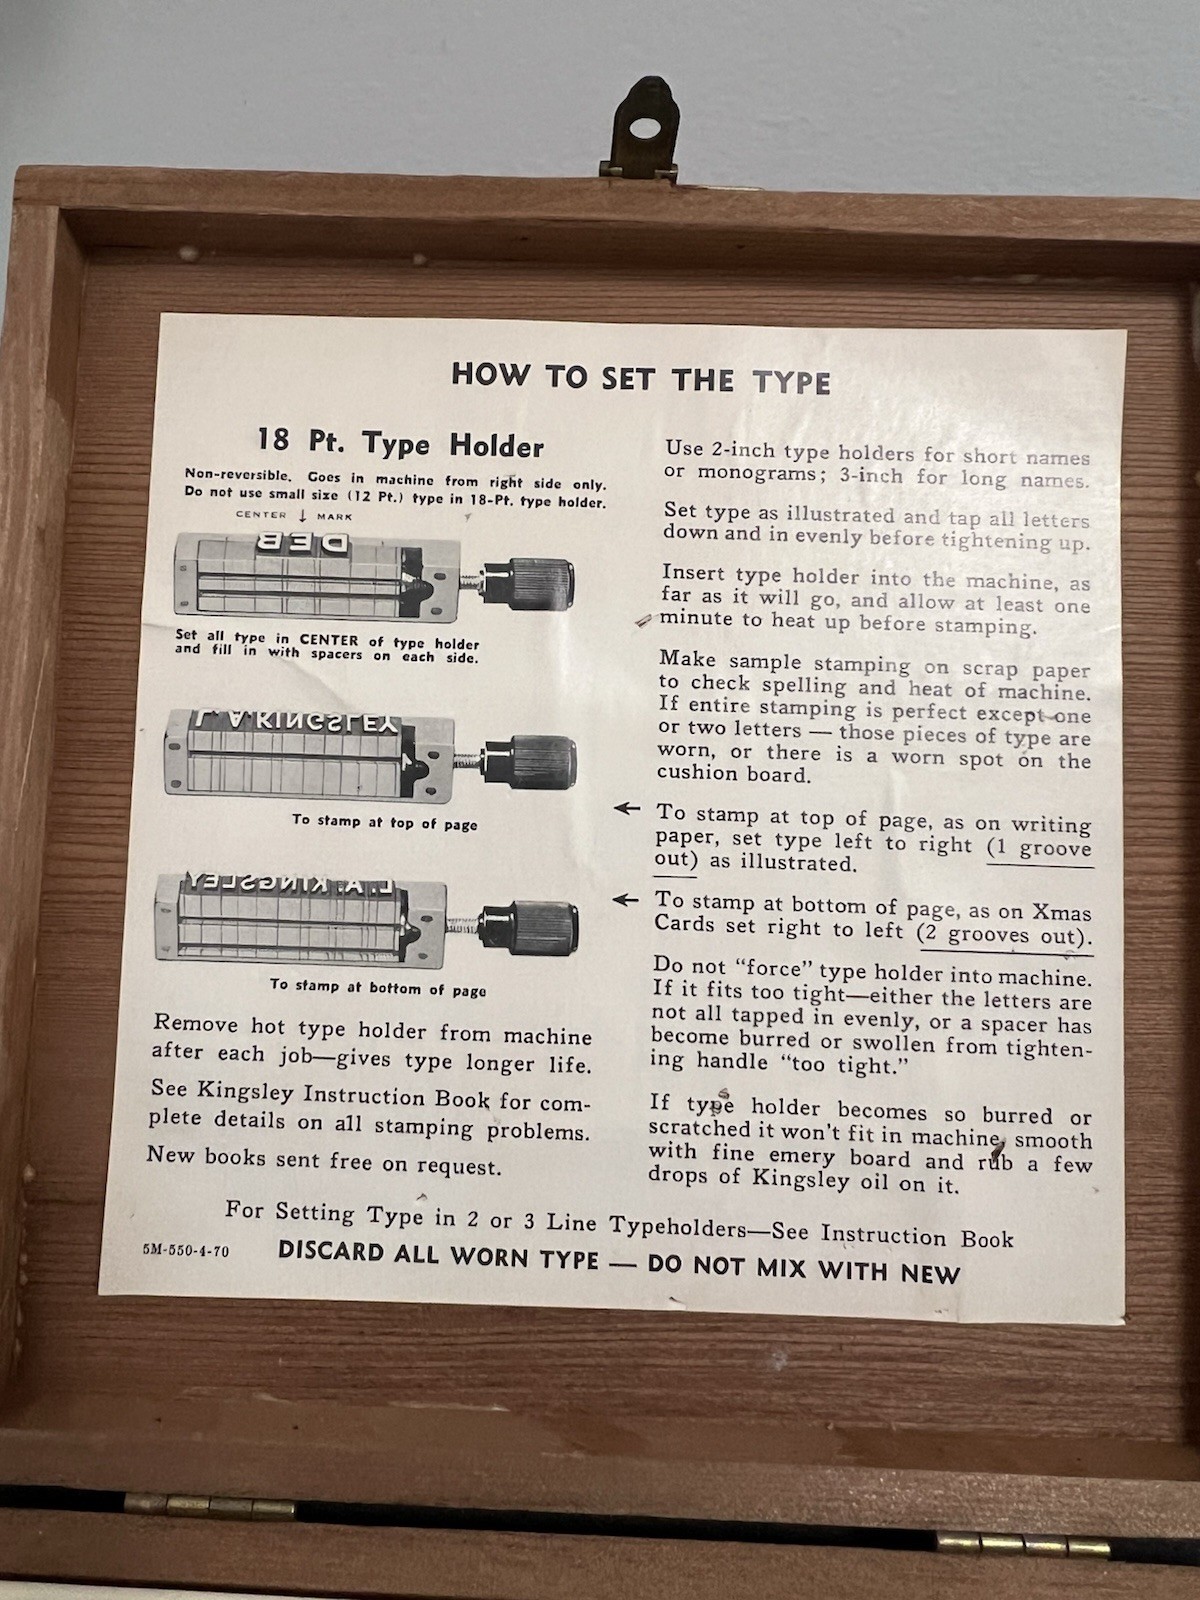 HOW TO SET THE TYPE
18 Pt. Type Holder
Non-reversible. Goes in machine from right side only.
Do not use small size (12 Pt.) type in 18-Pt. type holder.
CENTER ↓ MARK
DEB
Set all type in CENTER of type holder
and fill in with spacers on each side.
L. A. KINGSLEY
To stamp at top of page
L. A. KINGSLEY
To stamp at bottom of page
Remove hot type holder from machine
after each job—gives type longer life.
See Kingsley Instruction Book for com-
plete details on all stamping problems.
New books sent free on request.
Use 2-inch type holders for short names
or monograms; 3-inch for long names.
Set type as illustrated and tap all letters
down and in evenly before tightening up.
Insert type holder into the machine, as
far as it will go, and allow at least one
minute to heat up before stamping.
Make sample stamping on scrap paper
to check spelling and heat of machine.
If entire stamping is perfect except one
or two letters — those pieces of type are
worn, or there is a worn spot on the
cushion board.
← To stamp at top of page, as on writing
paper, set type left to right (1 groove
out) as illustrated.
← To stamp at bottom of page, as on Xmas
Cards set right to left (2 grooves out).
Do not "force" type holder into machine.
If it fits too tight—either the letters are
not all tapped in evenly, or a spacer has
become burred or swollen from tighten-
ing handle "too tight."
If type holder becomes so burred or
scratched it won't fit in machine, smooth
with fine emery board and rub a few
drops of Kingsley oil on it.
For Setting Type in 2 or 3 Line Typeholders—See Instruction Book
5M-550-4-70
DISCARD ALL WORN TYPE — DO NOT MIX WITH NEW